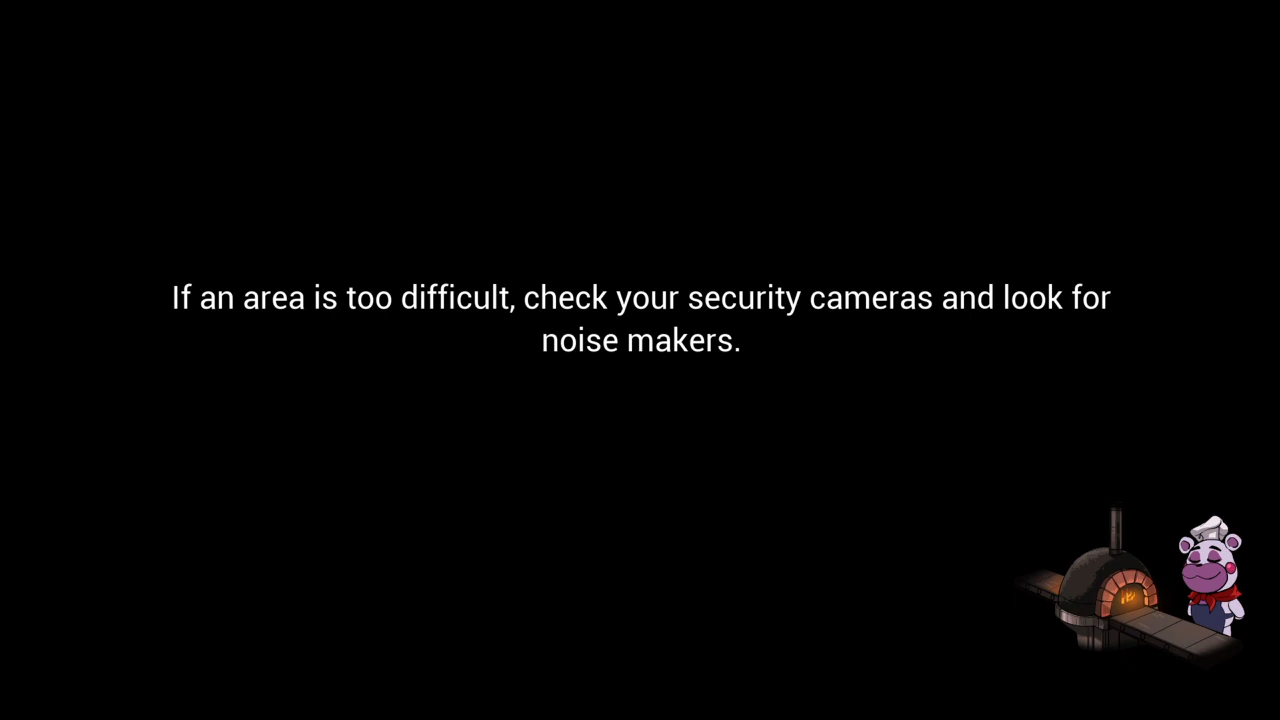 If an area is too difficult, check your security cameras and look for
noise makers.